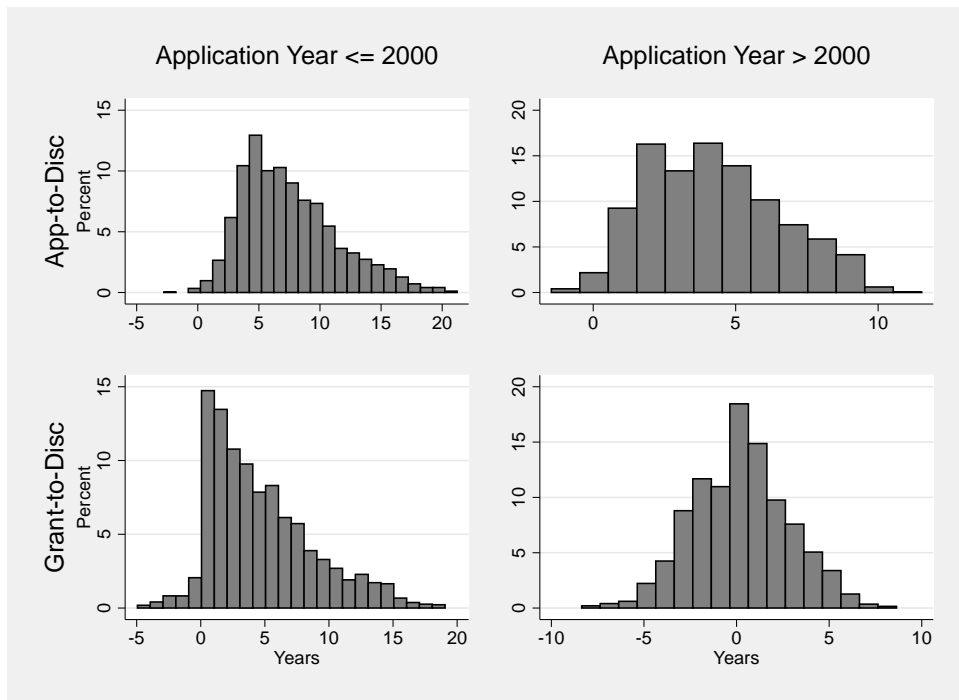 Application Year <= 2000
Application Year > 2000
App-to-Disc
Percent
0 5 10 15
-5 0 5 10 15 20
0 5 10 15 20
0 5 10
Grant-to-Disc
Percent
0 5 10 15
-5 0 5 10 15 20
Years
0 5 10 15 20
-10 -5 0 5 10
Years